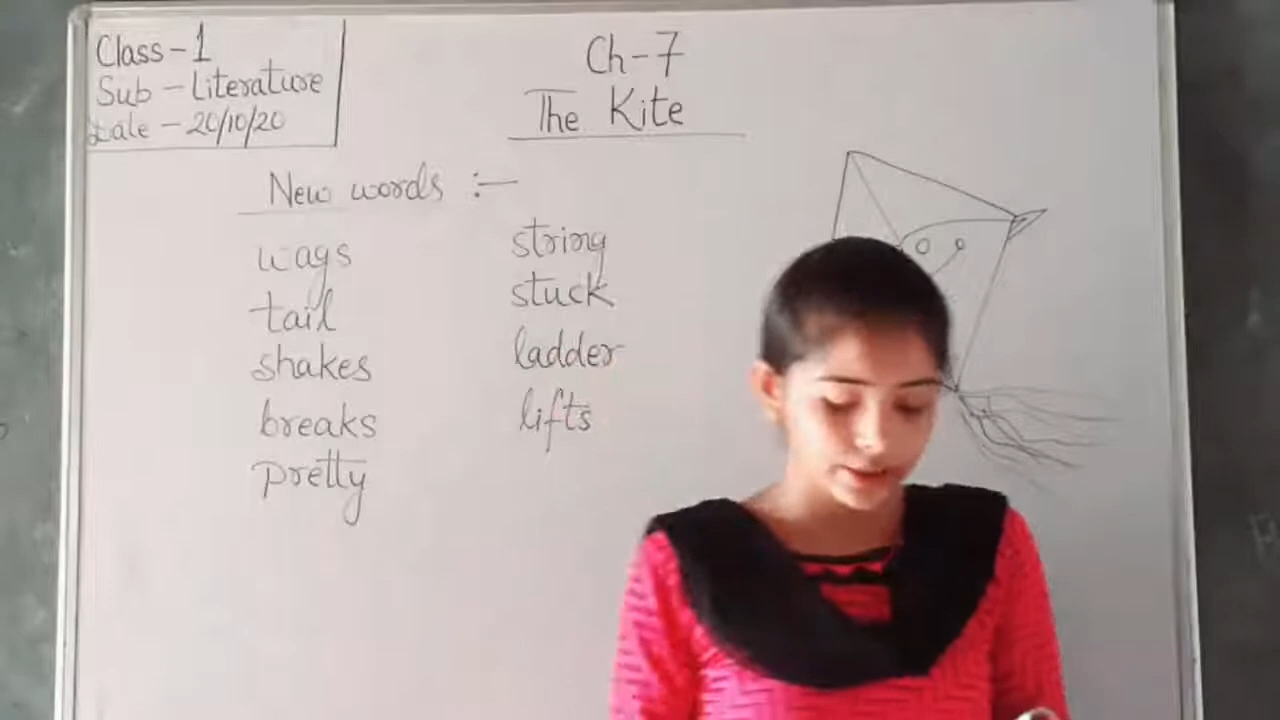 Class-1
Sub - Literature
Date - 20/10/20
Ch-7
The Kite
New words :-
wags
tail
shakes
breaks
pretty
string
stuck
ladder
lifts